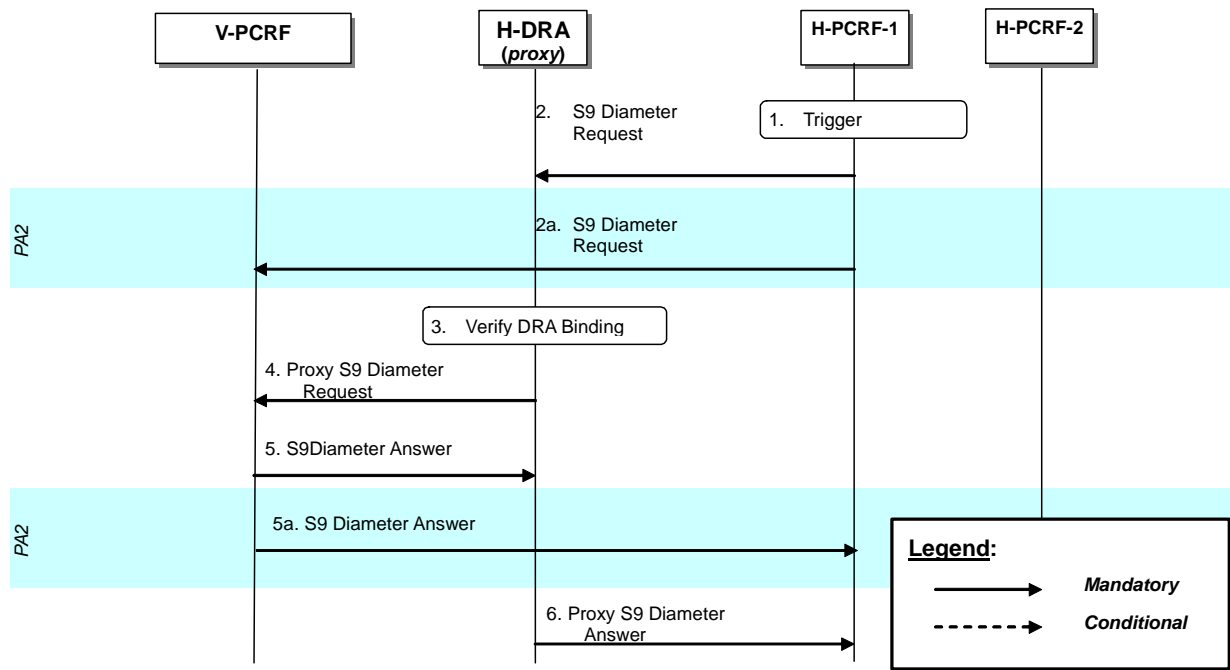 V-PCRF
H-DRA
(proxy)
H-PCRF-1
H-PCRF-2
1. Trigger
2. S9 Diameter
Request
PA2
2a. S9 Diameter
Request
3. Verify DRA Binding
4. Proxy S9 Diameter
Request
5. S9Diameter Answer
PA2
5a. S9 Diameter Answer
6. Proxy S9 Diameter
Answer
Legend:
Mandatory
Conditional